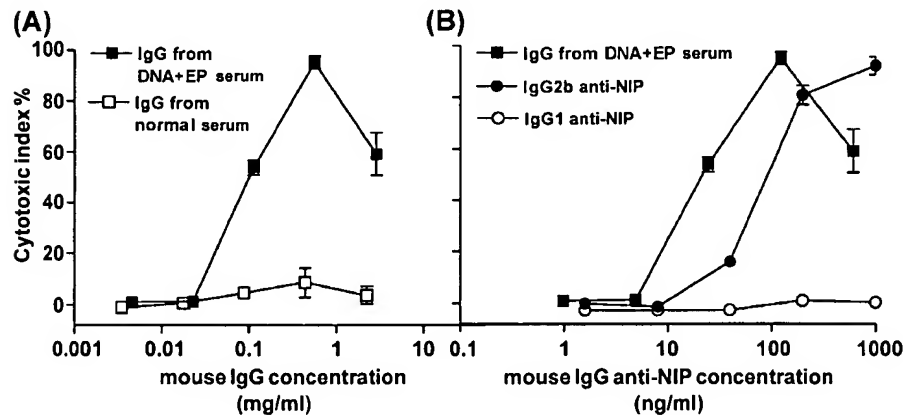 (A)
IgG from
DNA+EP serum
IgG from
normal serum
Cytotoxic index %
100
80
60
40
20
0
0.001
0.01
0.1
1
10
mouse IgG concentration
(mg/ml)
(B)
IgG from DNA+EP serum
IgG2b anti-NIP
IgG1 anti-NIP
0.1
1
10
100
1000
mouse IgG anti-NIP concentration
(ng/ml)